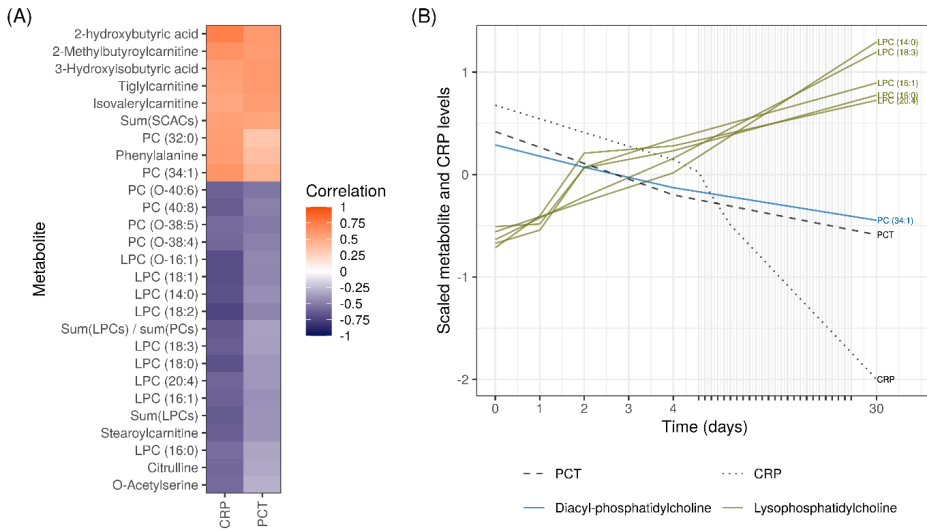 (A)
2-hydroxybutyric acid
2-Methylbutyroylcarnitine
3-Hydroxyisobutyric acid
Tiglylcarnitine
Isovalerylcarnitine
Sum(SCACs)
PC (32:0)
Phenylalanine
PC (34:1)
PC (O-40:6)
PC (40:8)
PC (O-38:5)
PC (O-38:4)
LPC (O-16:1)
LPC (18:1)
LPC (14:0)
LPC (18:2)
Sum(LPCs) / sum(PCs)
LPC (18:3)
LPC (18:0)
LPC (20:4)
LPC (16:1)
Sum(LPCs)
Stearoylcarnitine
LPC (16:0)
Citrulline
O-Acetylserine
Metabolite
CRP
PCT
Correlation
1
0.75
0.5
0.25
0
-0.25
-0.5
-0.75
-1
(B)
Scaled metabolite and CRP levels
1
0
-1
-2
LPC (14:0)
LPC (18:3)
LPC (16:1)
LPC (16:0)
LPC (20:4)
PC (34:1)
PCT
CRP
0
1
2
3
4
30
Time (days)
PCT
CRP
Diacyl-phosphatidylcholine
Lysophosphatidylcholine